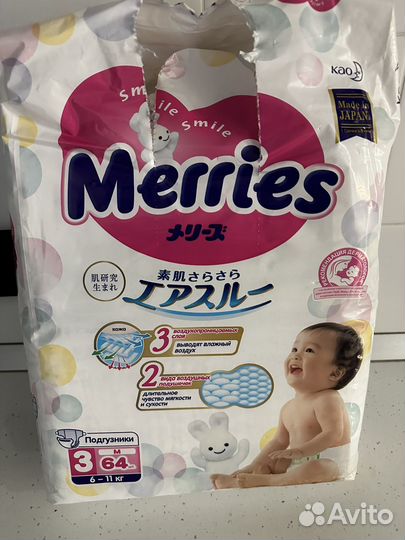 Kao
Smile Smile
Made in
JAPAN
Merries
メリーズ
肌研究
生まれ
素肌さらさら
エアスルー
РЕКОМЕНДАЦИЯ
кожа
3 воздухопроницаемых
слоя
выводят влажный
воздух
2 вида воздушных
подушечек
длительное
чувство мягкости
и сухости
Подгузники
3
M
64
6 – 11 кг
Avito